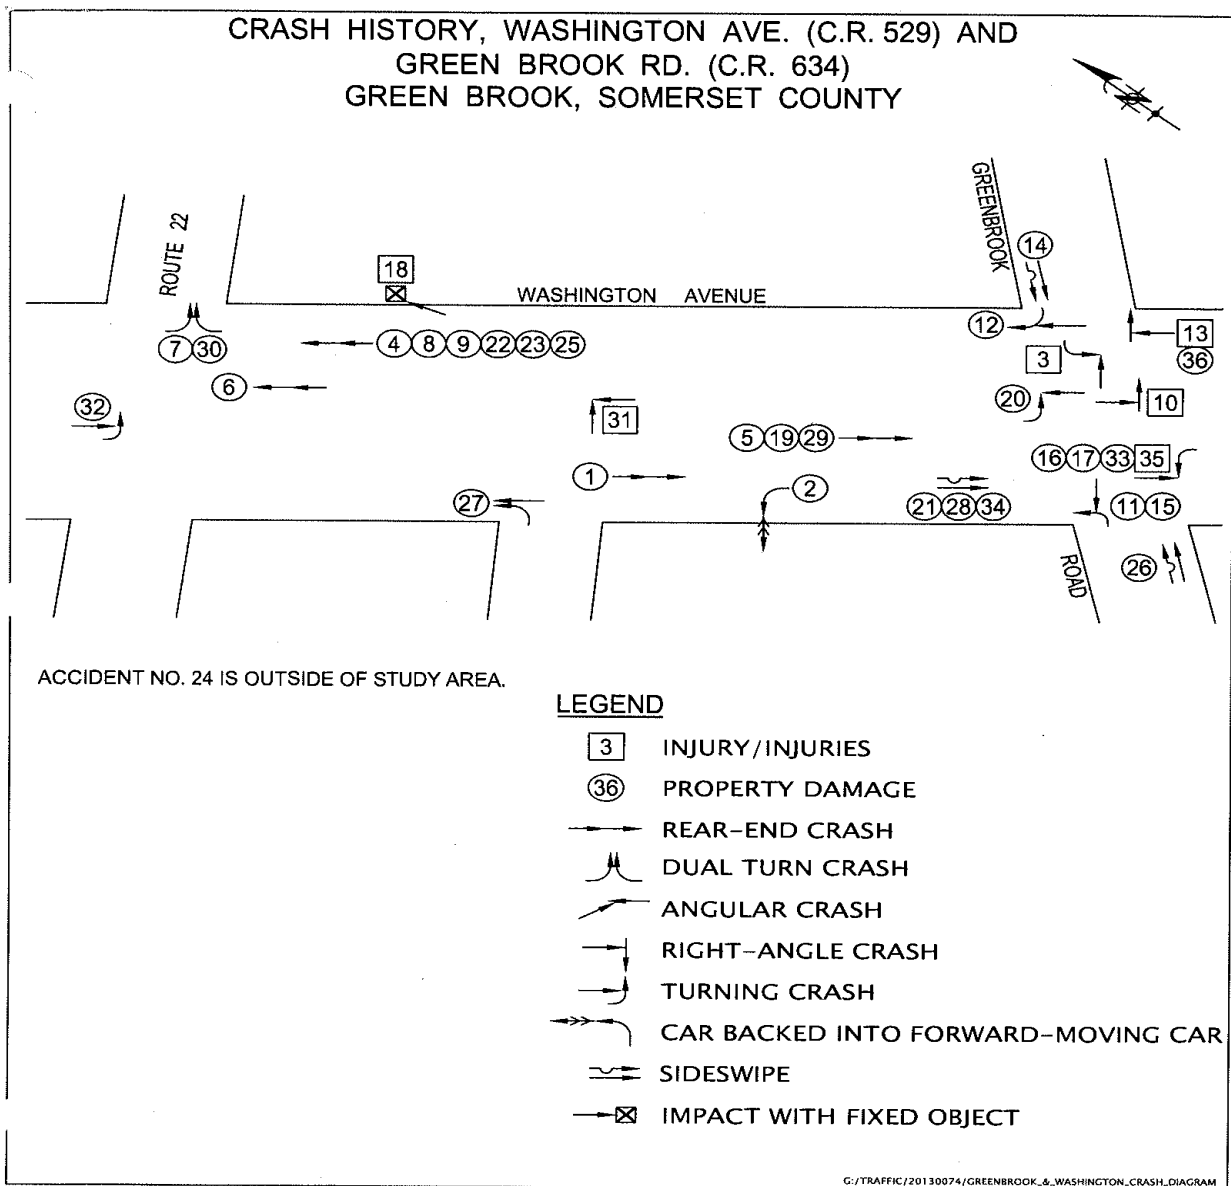 CRASH HISTORY, WASHINGTON AVE. (C.R. 529) AND
GREEN BROOK RD. (C.R. 634)
GREEN BROOK, SOMERSET COUNTY
ROUTE 22
GREENBROOK
14
18
WASHINGTON AVENUE
12
13
7 30
4 8 9 22 23 25
3
36
6
32
20
10
31
5 19 29
16 17 33 35
1
2
27
21 28 34
11 15
ROAD
26
ACCIDENT NO. 24 IS OUTSIDE OF STUDY AREA.
LEGEND
3 INJURY/INJURIES
36 PROPERTY DAMAGE
REAR-END CRASH
DUAL TURN CRASH
ANGULAR CRASH
RIGHT-ANGLE CRASH
TURNING CRASH
CAR BACKED INTO FORWARD-MOVING CAR
SIDESWIPE
IMPACT WITH FIXED OBJECT
G:/TRAFFIC/20130074/GREENBROOK_&_WASHINGTON_CRASH_DIAGRAM